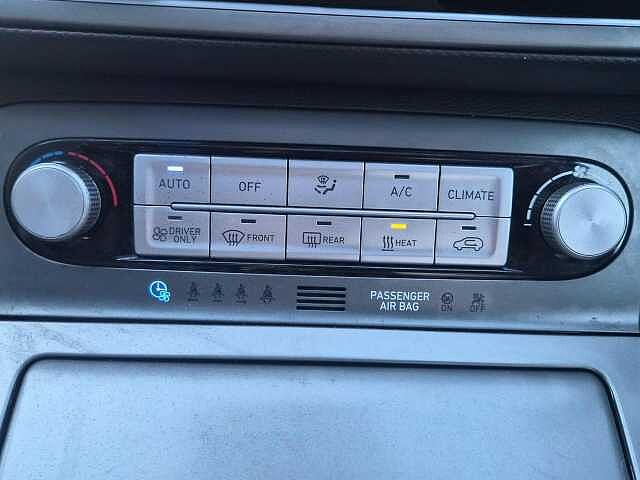 AUTO
OFF
A/C
CLIMATE
DRIVER
ONLY
FRONT
REAR
HEAT
PASSENGER
AIR BAG
ON
OFF